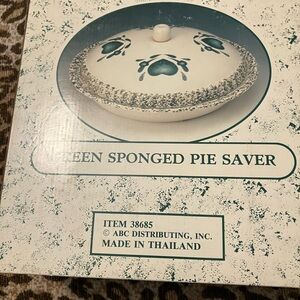 GREEN SPONGED PIE SAVER
ITEM 38685
© ABC DISTRIBUTING, INC.
MADE IN THAILAND